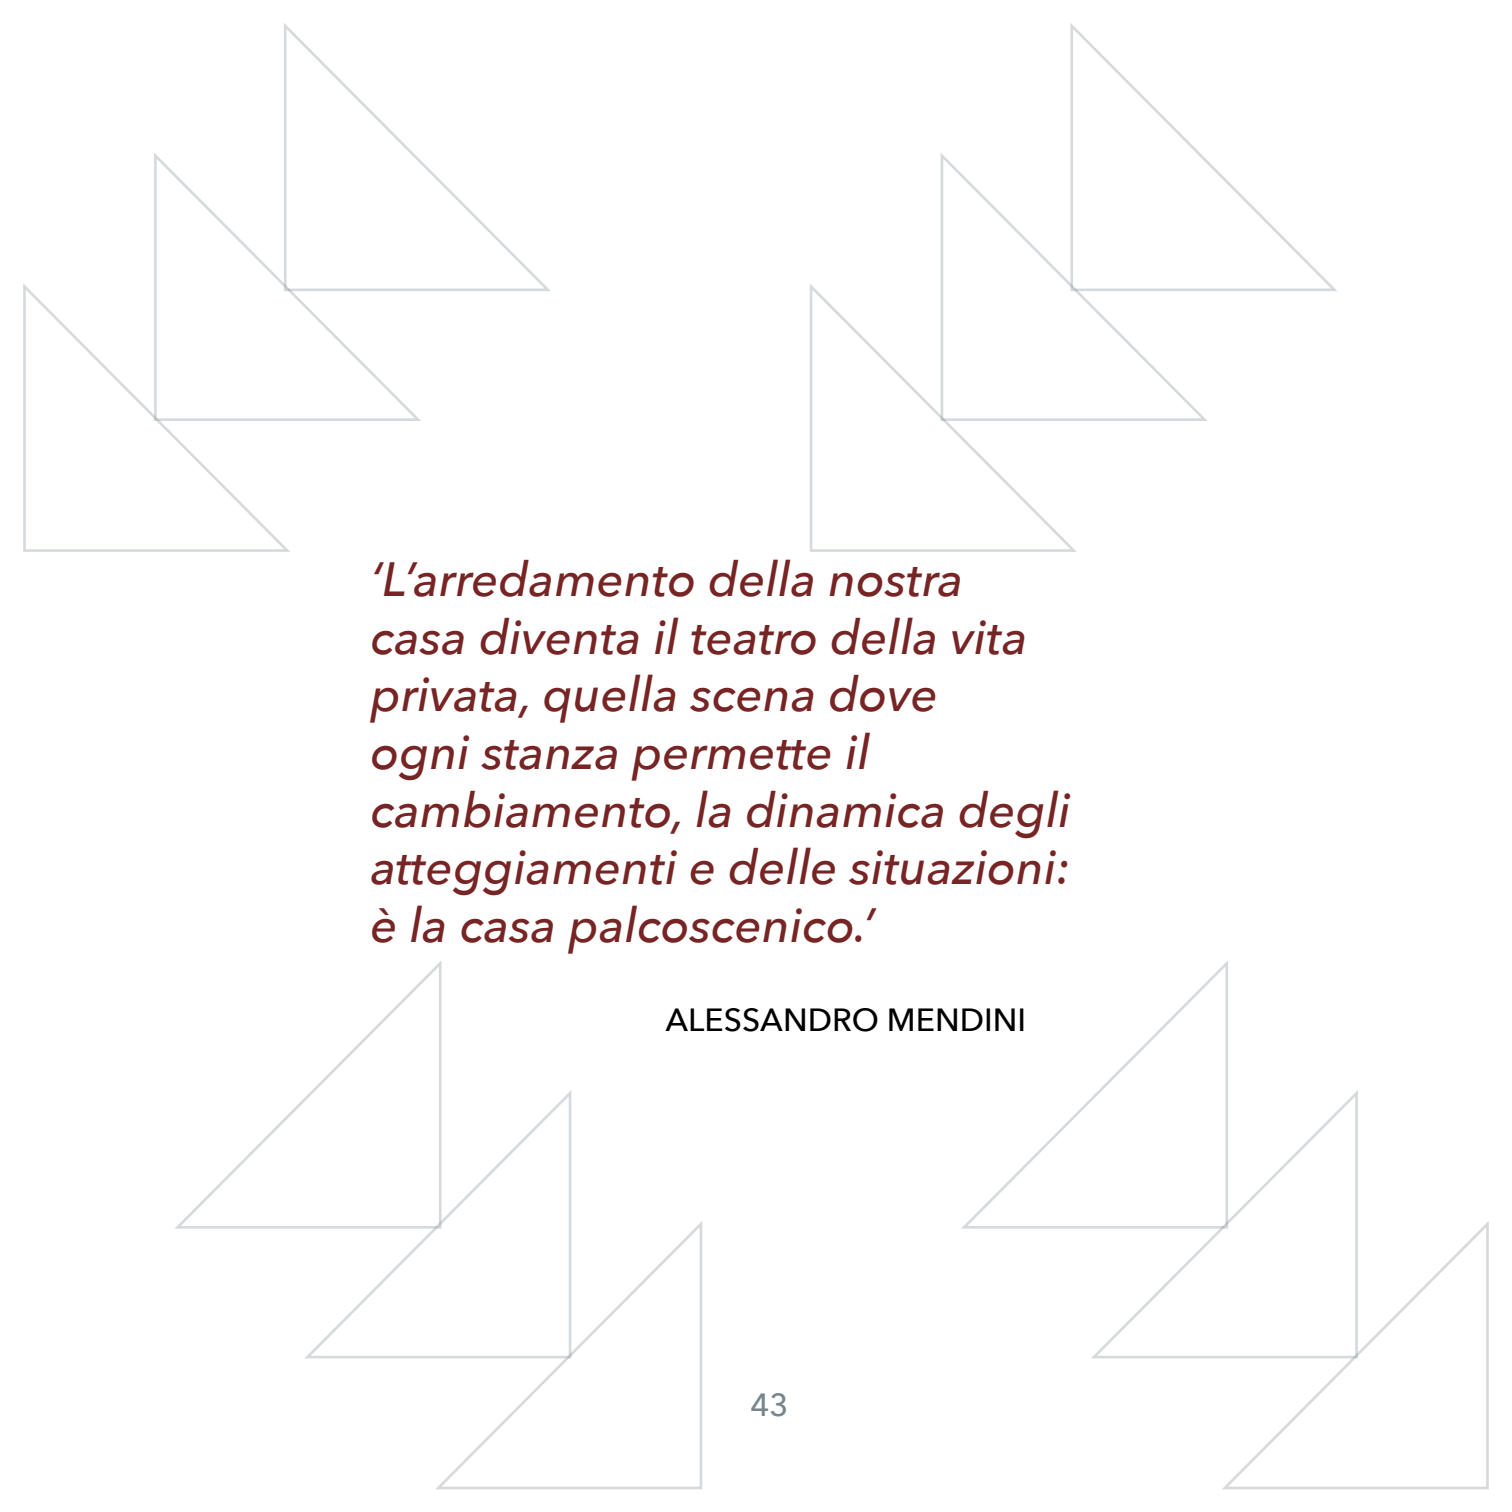 ‘L’arredamento della nostra
casa diventa il teatro della vita
privata, quella scena dove
ogni stanza permette il
cambiamento, la dinamica degli
atteggiamenti e delle situazioni:
è la casa palcoscenico.’
ALESSANDRO MENDINI
43